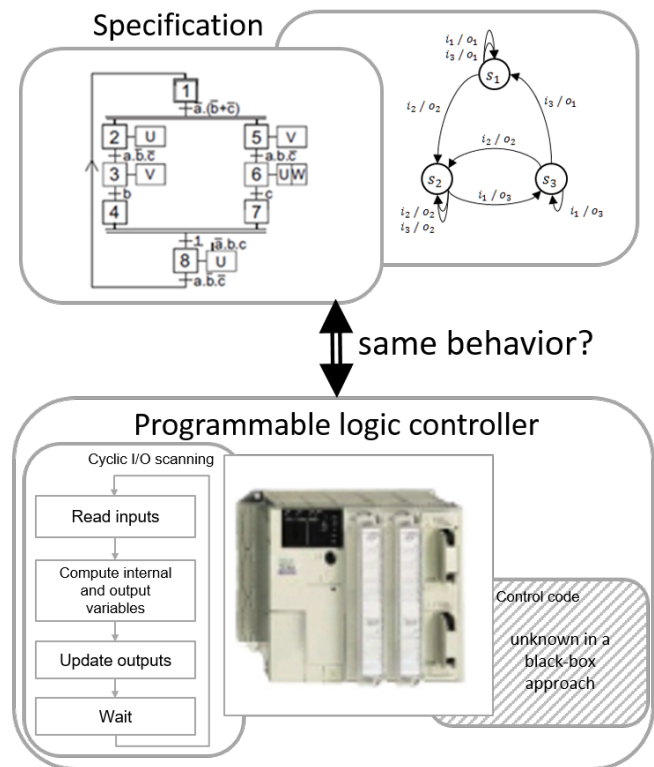 Specification
1
a̅.(b̅+c̅)
2 U
5 V
a.b̅.c̅
a.b.c̅
3 V
6 U W
b
c
4
7
1
a̅.b.c
8 U
a.b.c̅
i₁ / o₁
i₃ / o₁
s₁
i₂ / o₂
i₃ / o₁
i₂ / o₂
s₂
s₃
i₁ / o₃
i₂ / o₂
i₃ / o₂
i₁ / o₃
same behavior?
Programmable logic controller
Cyclic I/O scanning
Read inputs
Compute internal
and output
variables
Update outputs
Wait
Control code
unknown in a
black-box
approach